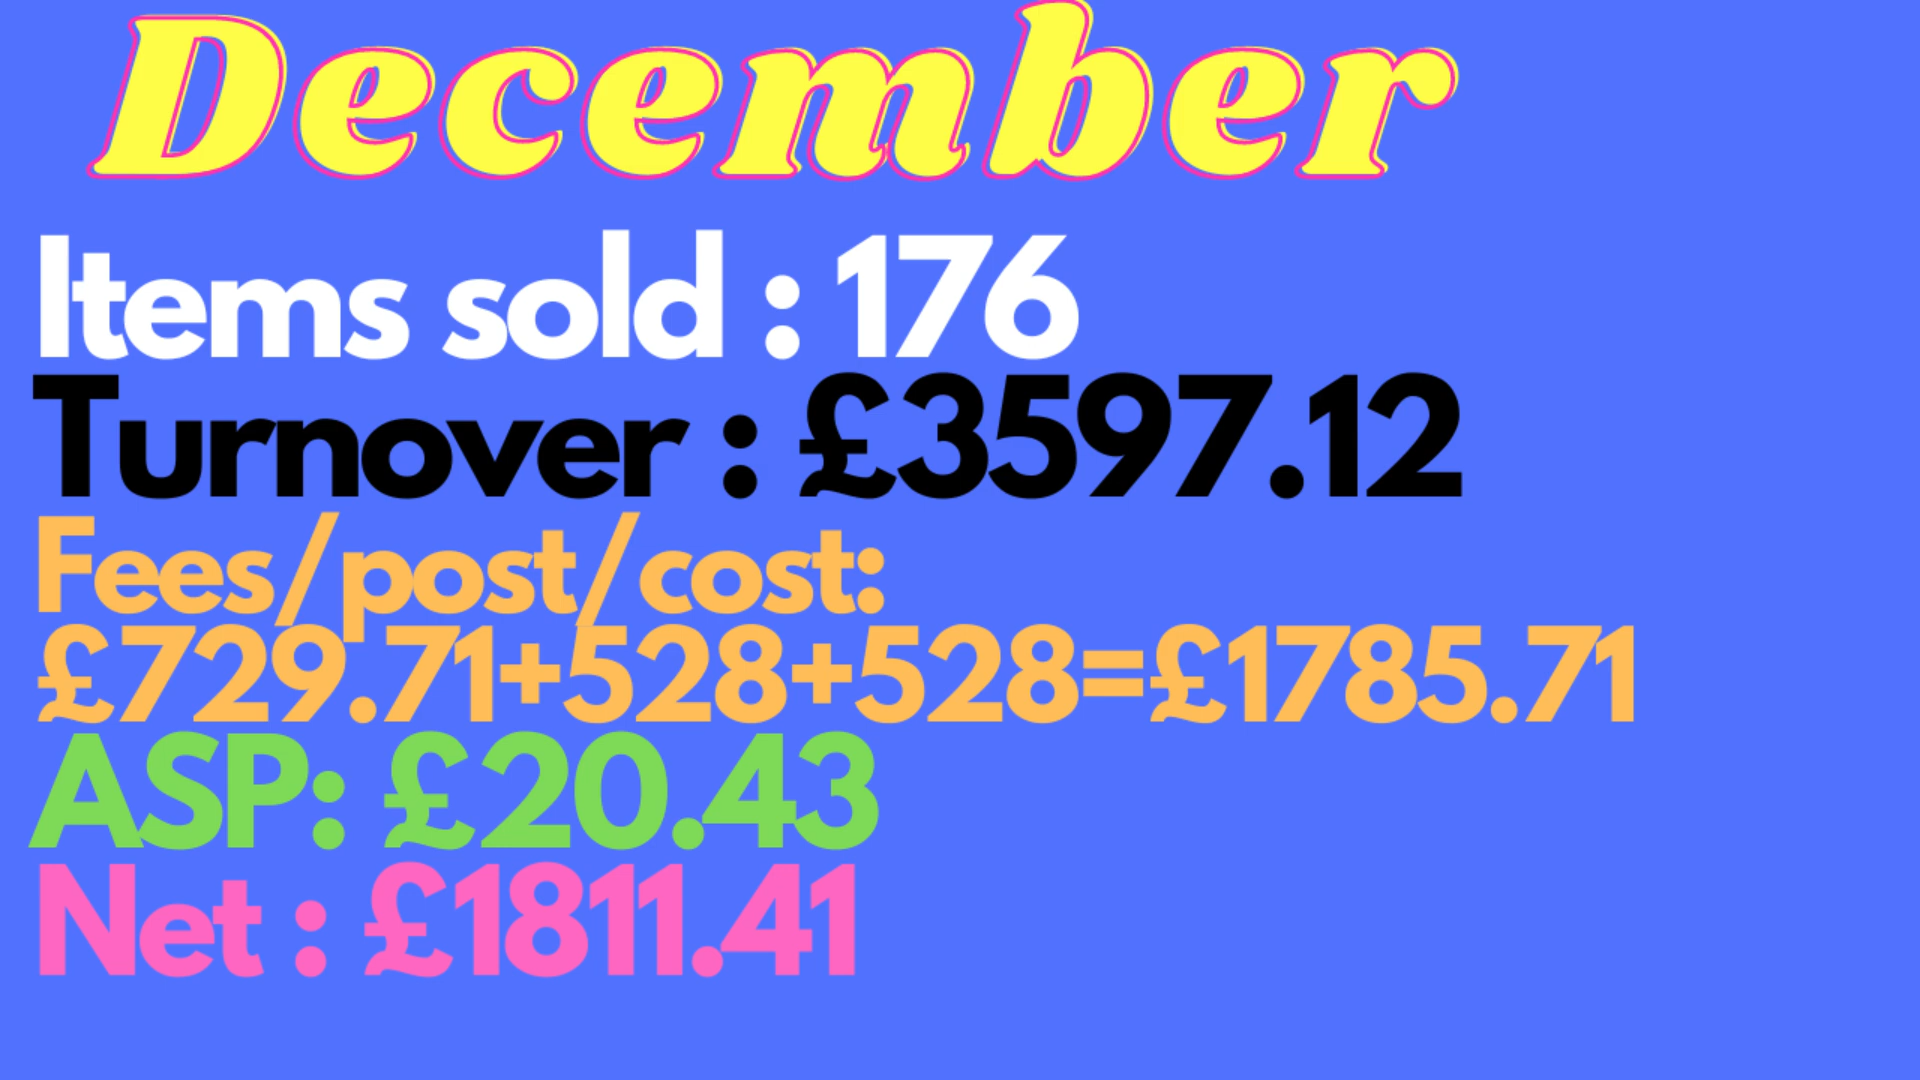 December
Items sold : 176
Turnover : £3597.12
Fees/post/cost:
£729.71+528+528=£1785.71
ASP: £20.43
Net : £1811.41